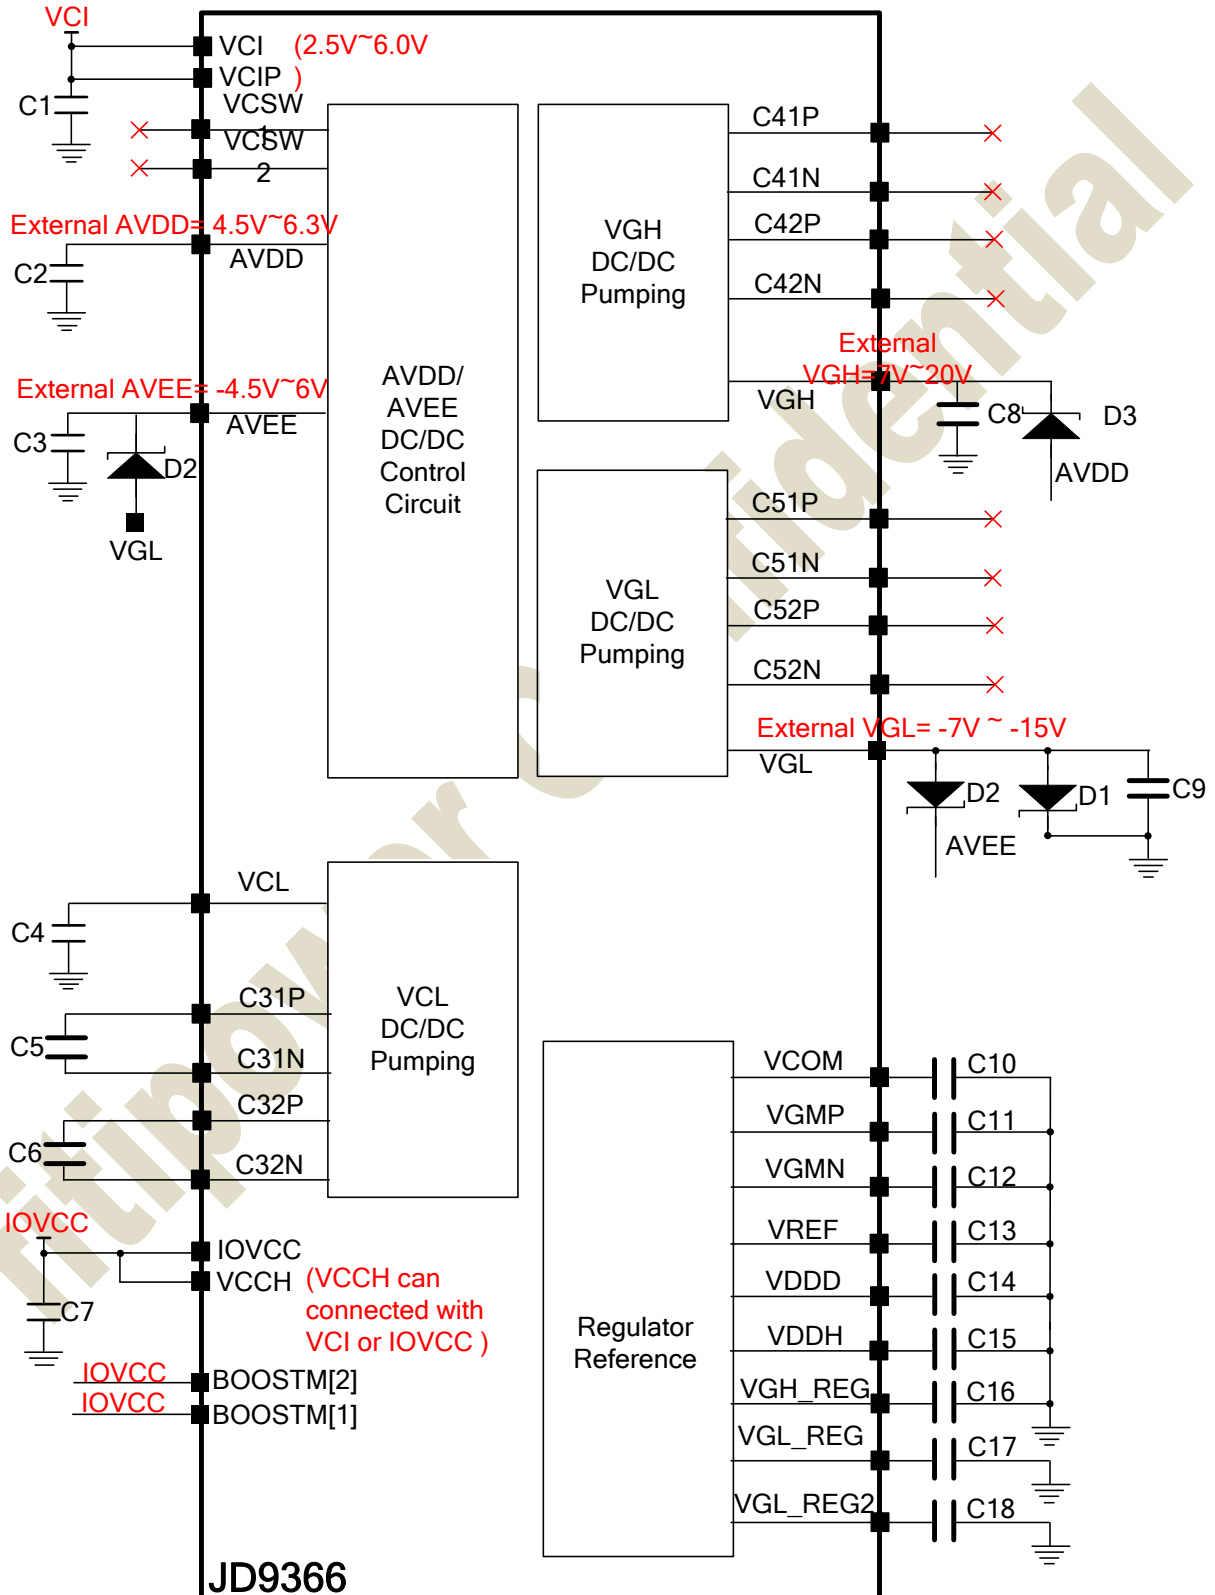 VCI
VCI (2.5V~6.0V
VCIP )
C1
VCSW
1
VCSW
2
External AVDD= 4.5V~6.3V
AVDD
C2
External AVEE= -4.5V~6V
AVEE
C3
D2
VGL
AVDD/
AVEE
DC/DC
Control
Circuit
VGH
DC/DC
Pumping
C41P
C41N
C42P
C42N
External
VGH=7V~20V
VGH
C8
D3
AVDD
VGL
DC/DC
Pumping
C51P
C51N
C52P
C52N
External VGL= -7V ~ -15V
VGL
D2
D1
C9
AVEE
VCL
C4
C31P
C5
C31N
C32P
C6
C32N
VCL
DC/DC
Pumping
IOVCC
IOVCC
VCCH
(VCCH can
connected with
VCI or IOVCC )
C7
IOVCC
BOOSTM[2]
IOVCC
BOOSTM[1]
Regulator
Reference
VCOM C10
VGMP C11
VGMN C12
VREF C13
VDDD C14
VDDH C15
VGH_REG C16
VGL_REG C17
VGL_REG2 C18
JD9366
fitipower Confidential